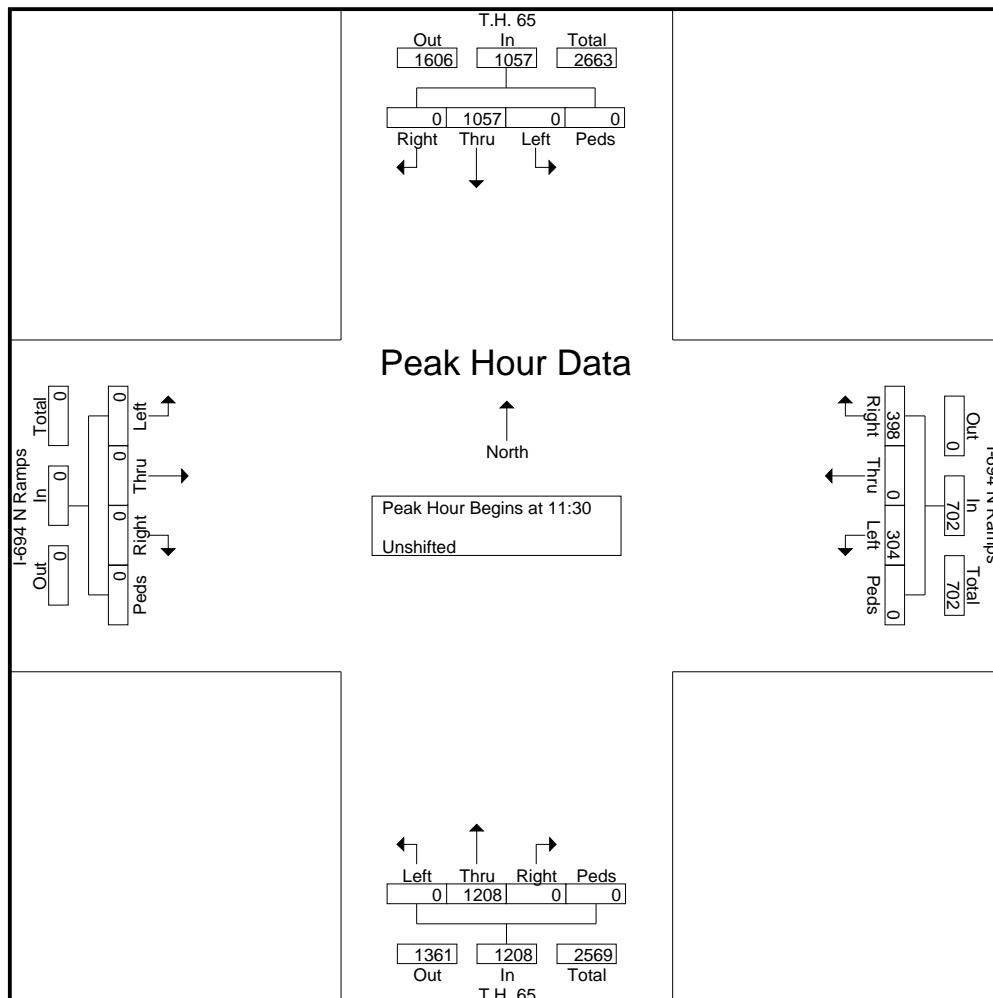 T.H. 65
Out In Total
1606 1057 2663
0 1057 0 0
Right Thru Left Peds
Peak Hour Data
North
Peak Hour Begins at 11:30
Unshifted
I-694 N Ramps
Out In Total
0 0 0
0 0 0 0
Left Thru Right Peds
I-694 N Ramps
Out In Total
0 702 702
398 0 304 0
Right Thru Left Peds
Left Thru Right Peds
0 1208 0 0
1361 1208 2569
Out In Total
T.H. 65